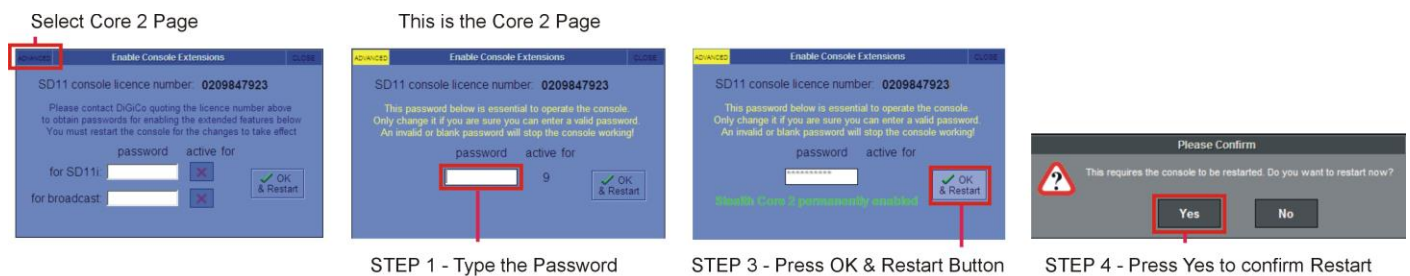 Select Core 2 Page
This is the Core 2 Page
ADVANCED
Enable Console Extensions
CLOSE
SD11 console licence number: 0209847923
Please contact DiGiCo quoting the licence number above
to obtain passwords for enabling the extended features below
You must restart the console for the changes to take effect
password active for
for SD11i:
for broadcast:
OK
& Restart
ADVANCED
Enable Console Extensions
CLOSE
SD11 console licence number: 0209847923
This password below is essential to operate the console.
Only change it if you are sure you can enter a valid password.
An invalid or blank password will stop the console working!
password active for
9
OK
& Restart
STEP 1 - Type the Password
ADVANCED
Enable Console Extensions
CLOSE
SD11 console licence number: 0209847923
This password below is essential to operate the console.
Only change it if you are sure you can enter a valid password.
An invalid or blank password will stop the console working!
password active for
**********
Stealth Core 2 permanently enabled
OK
& Restart
STEP 3 - Press OK & Restart Button
Please Confirm
This requires the console to be restarted. Do you want to restart now?
Yes
No
STEP 4 - Press Yes to confirm Restart